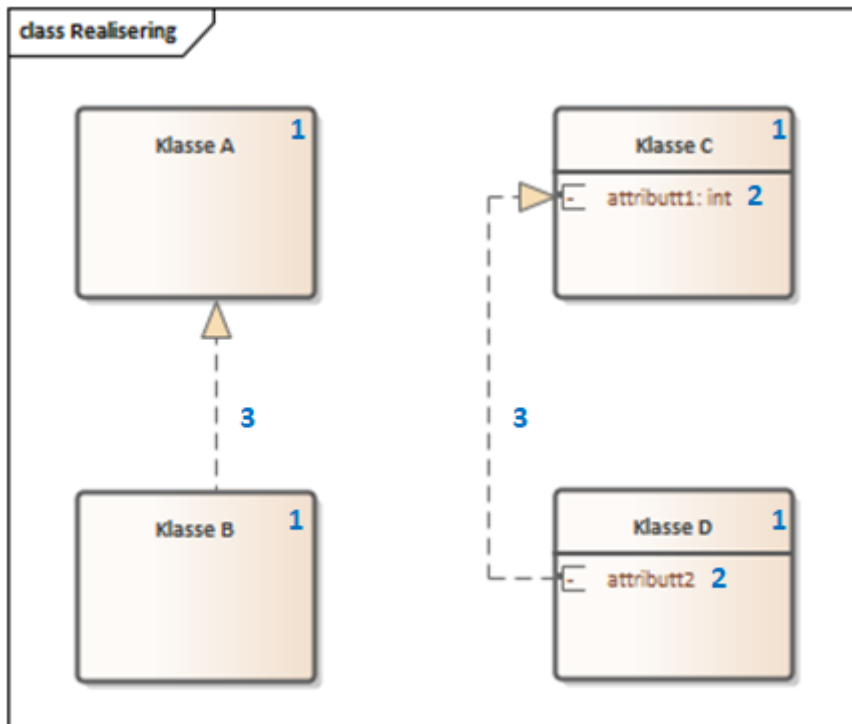 class Realisering
Klasse A 1
Klasse C 1
- attributt1: int 2
3
3
Klasse B 1
Klasse D 1
- attributt2 2